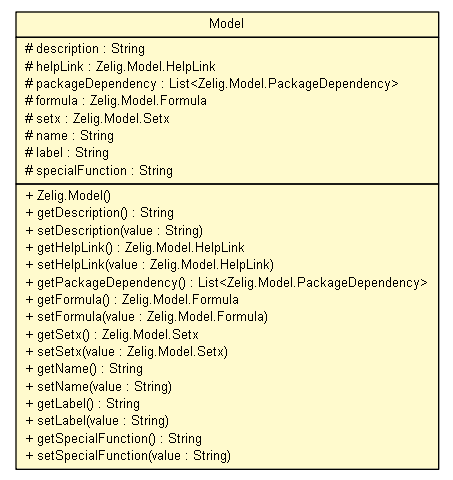 Model
# description : String
# helpLink : Zelig.Model.HelpLink
# packageDependency : List<Zelig.Model.PackageDependency>
# formula : Zelig.Model.Formula
# setx : Zelig.Model.Setx
# name : String
# label : String
# specialFunction : String
+ Zelig.Model()
+ getDescription() : String
+ setDescription(value : String)
+ getHelpLink() : Zelig.Model.HelpLink
+ setHelpLink(value : Zelig.Model.HelpLink)
+ getPackageDependency() : List<Zelig.Model.PackageDependency>
+ getFormula() : Zelig.Model.Formula
+ setFormula(value : Zelig.Model.Formula)
+ getSetx() : Zelig.Model.Setx
+ setSetx(value : Zelig.Model.Setx)
+ getName() : String
+ setName(value : String)
+ getLabel() : String
+ setLabel(value : String)
+ getSpecialFunction() : String
+ setSpecialFunction(value : String)